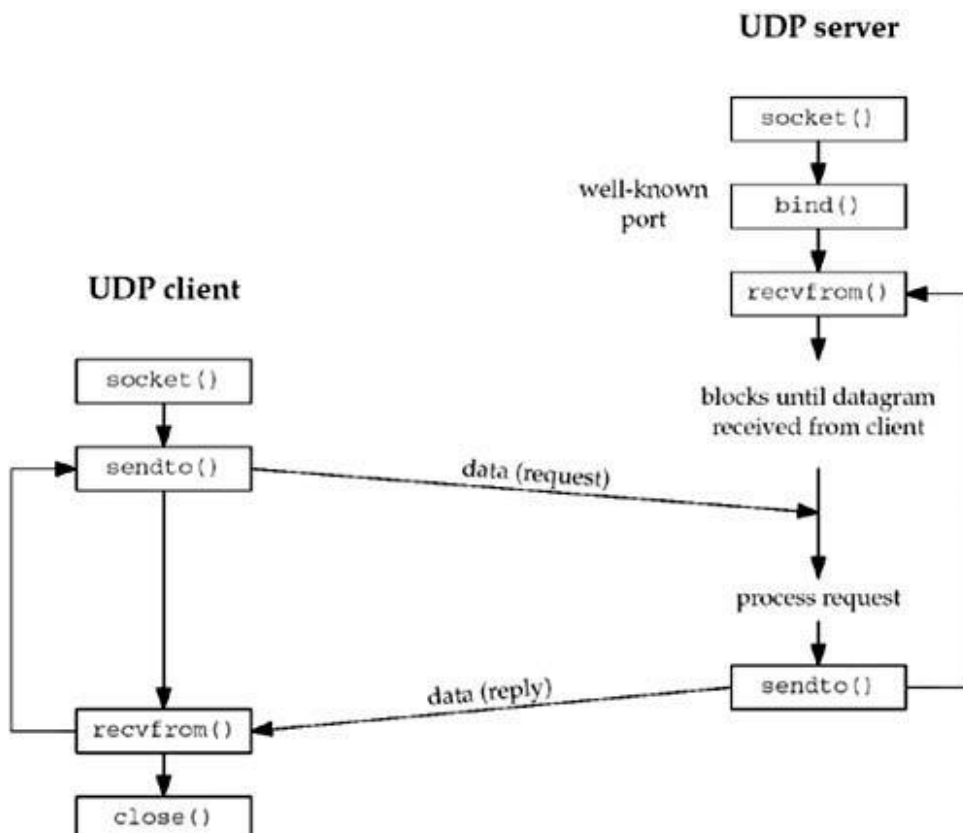 UDP server
socket()
well-known
port
bind()
UDP client
recvfrom()
socket()
blocks until datagram
received from client
sendto()
data (request)
process request
data (reply)
sendto()
recvfrom()
close()